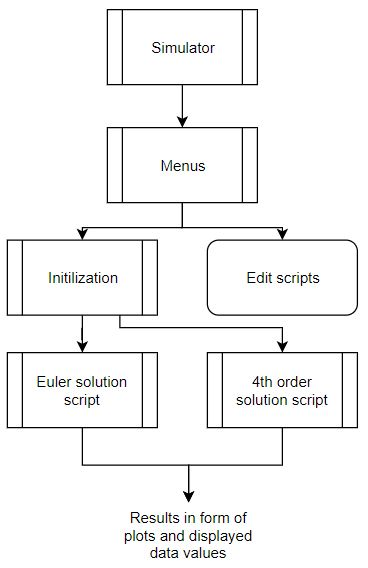 Simulator
Menus
Initilization
Edit scripts
Euler solution
script
4th order
solution script
Results in form of
plots and displayed
data values